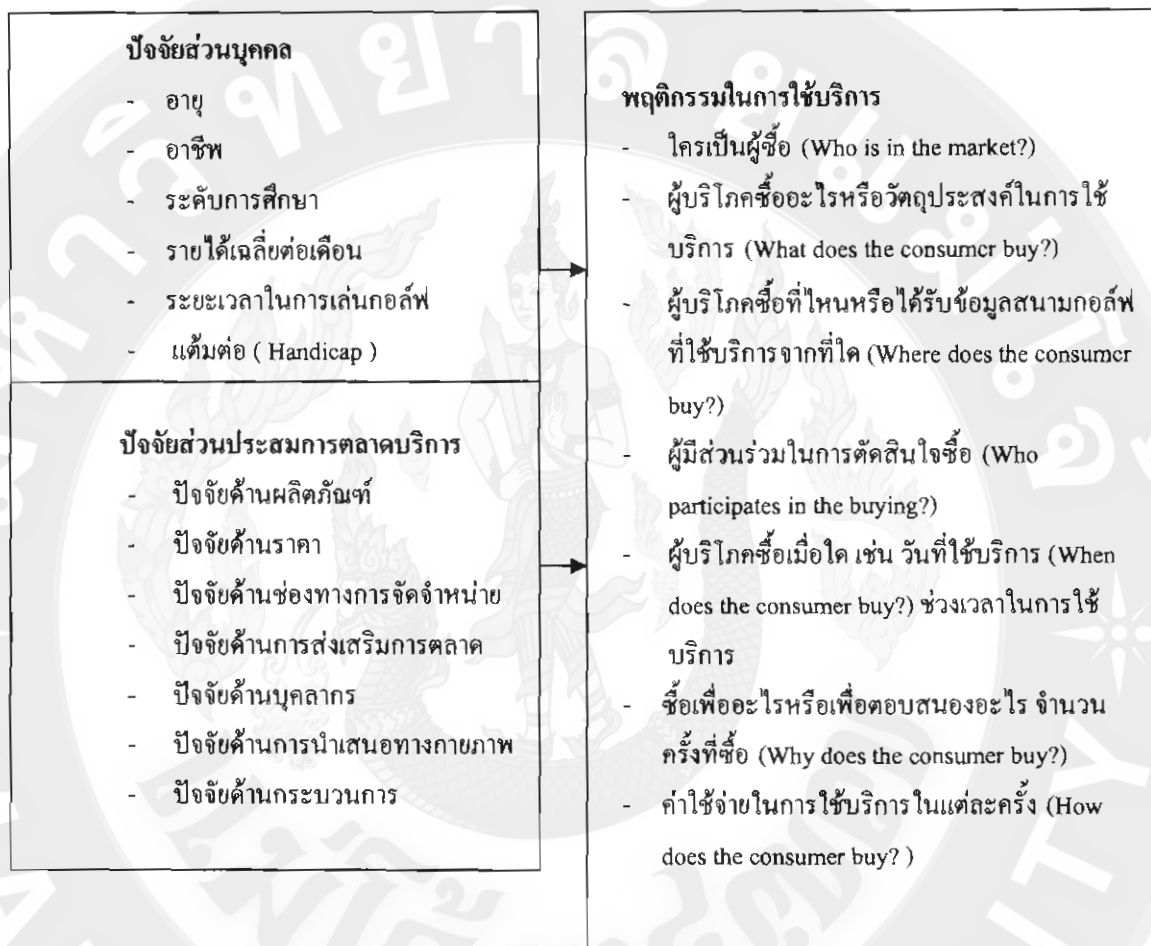 ปัจจัยส่วนบุคคล
- อายุ
- อาชีพ
- ระดับการศึกษา
- รายได้เฉลี่ยต่อเดือน
- ระยะเวลาในการเล่นกอล์ฟ
- แต้มต่อ ( Handicap )
ปัจจัยส่วนประสมการตลาดบริการ
- ปัจจัยด้านผลิตภัณฑ์
- ปัจจัยด้านราคา
- ปัจจัยด้านช่องทางการจัดจำหน่าย
- ปัจจัยด้านการส่งเสริมการตลาด
- ปัจจัยด้านบุคลากร
- ปัจจัยด้านการนำเสนอทางกายภาพ
- ปัจจัยด้านกระบวนการ
พฤติกรรมในการใช้บริการ
- ใครเป็นผู้ซื้อ (Who is in the market?)
- ผู้บริโภคซื้ออะไรหรือวัตถุประสงค์ในการใช้
บริการ (What does the consumer buy?)
- ผู้บริโภคซื้อที่ไหนหรือได้รับข้อมูลสนามกอล์ฟ
ที่ใช้บริการจากที่ใด (Where does the consumer
buy?)
- ผู้มีส่วนร่วมในการตัดสินใจซื้อ (Who
participates in the buying?)
- ผู้บริโภคซื้อเมื่อใด เช่น วันที่ใช้บริการ (When
does the consumer buy?) ช่วงเวลาในการใช้
บริการ
- ซื้อเพื่ออะไรหรือเพื่อตอบสนองอะไร จำนวน
ครั้งที่ซื้อ (Why does the consumer buy?)
- ค่าใช้จ่ายในการใช้บริการในแต่ละครั้ง (How
does the consumer buy? )